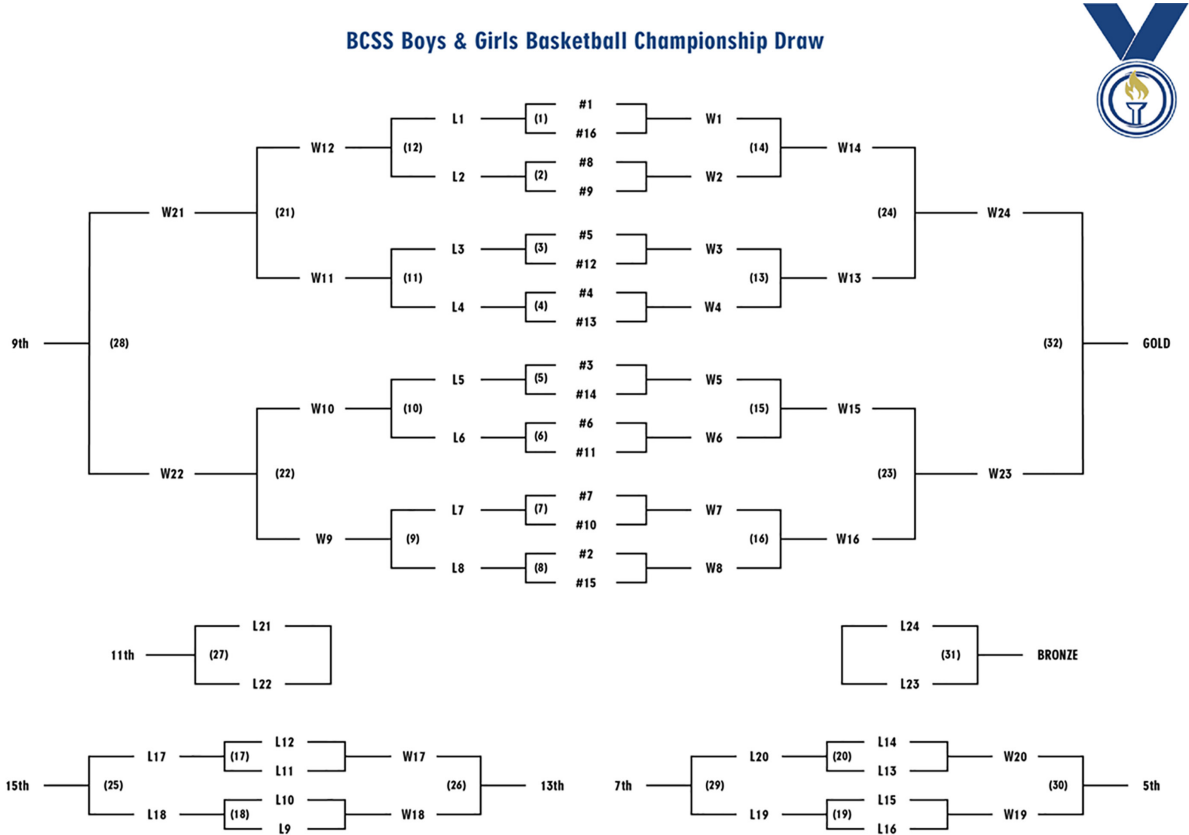 BCSS Boys & Girls Basketball Championship Draw
#1
L1 (1) W1
W12 (12) #16 (14) W14
#8
L2 (2) W2
#9
W21 (21) (24) W24
#5
L3 (3) W3
#12
W11 (11) (13) W13
#4
L4 (4) W4
#13
9th (28) (32) GOLD
#3
L5 (5) W5
#14
W10 (10) (15) W15
#6
L6 (6) W6
#11
W22 (22) (23) W23
#7
L7 (7) W7
#10
W9 (9) (16) W16
#2
L8 (8) W8
#15
L21 L24
11th (27) (31) BRONZE
L22 L23
L12 L14
L17 (17) W17 L20 (20) W20
L11 L13
15th (25) (26) 13th 7th (29) (30) 5th
L10 L15
L18 (18) W18 L19 (19) W19
L9 L16